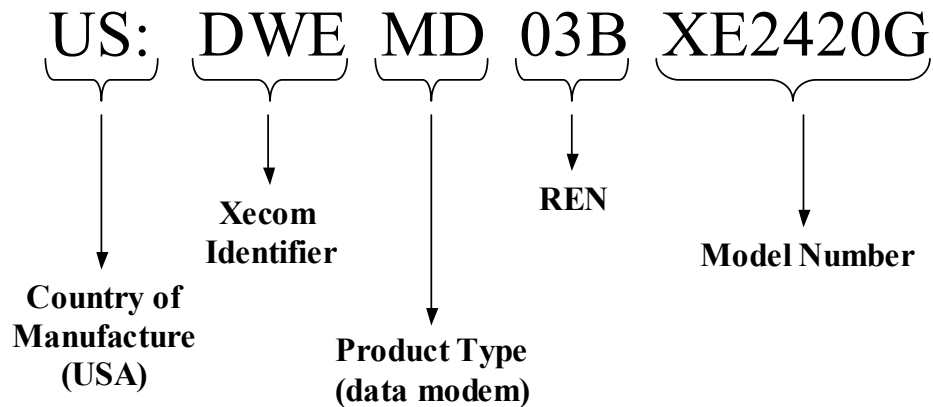 US: DWE MD 03B XE2420G
Xecom
Identifier
REN
Model Number
Country of
Manufacture
(USA)
Product Type
(data modem)